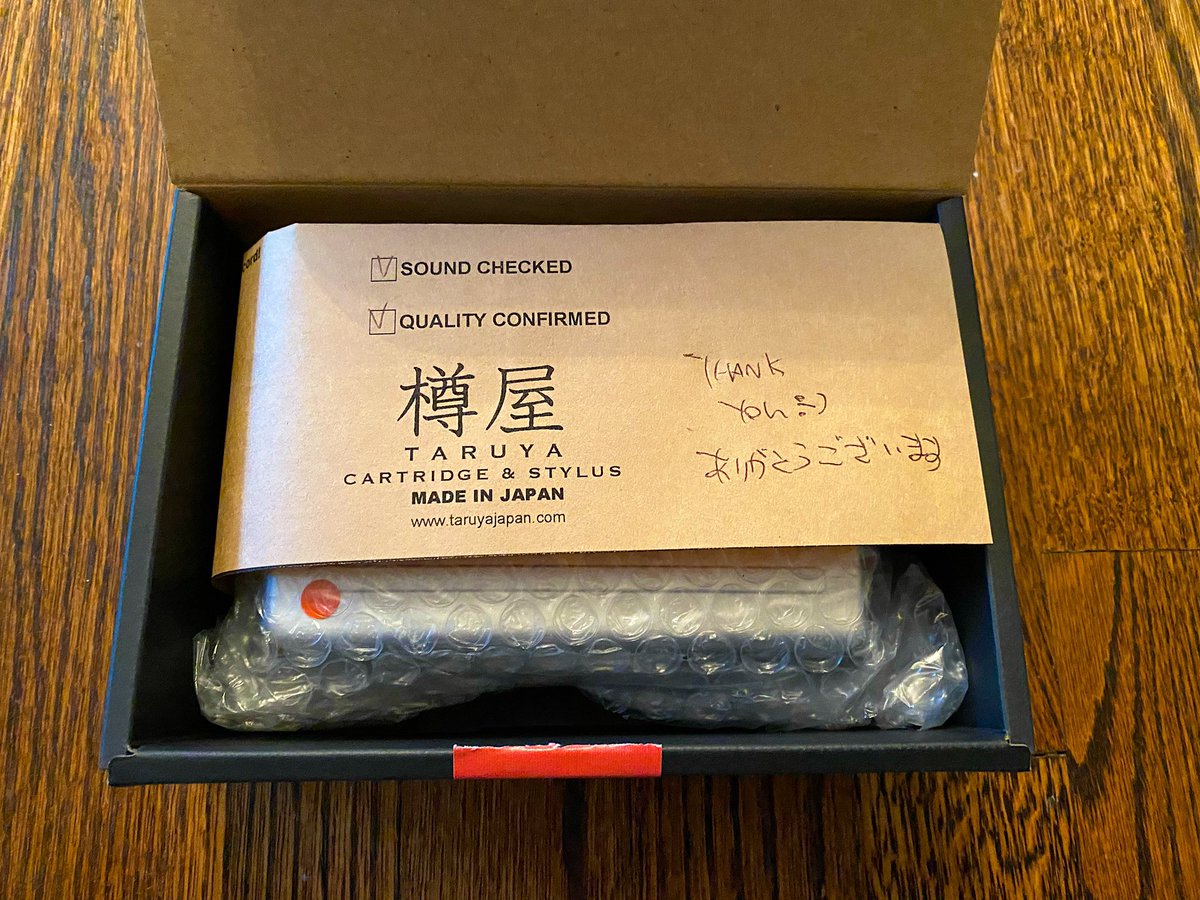 SOUND CHECKED
QUALITY CONFIRMED
樽屋
TARUYA
CARTRIDGE & STYLUS
MADE IN JAPAN
www.taruyajapan.com
THANK
YOU :-)
ありがとうございます